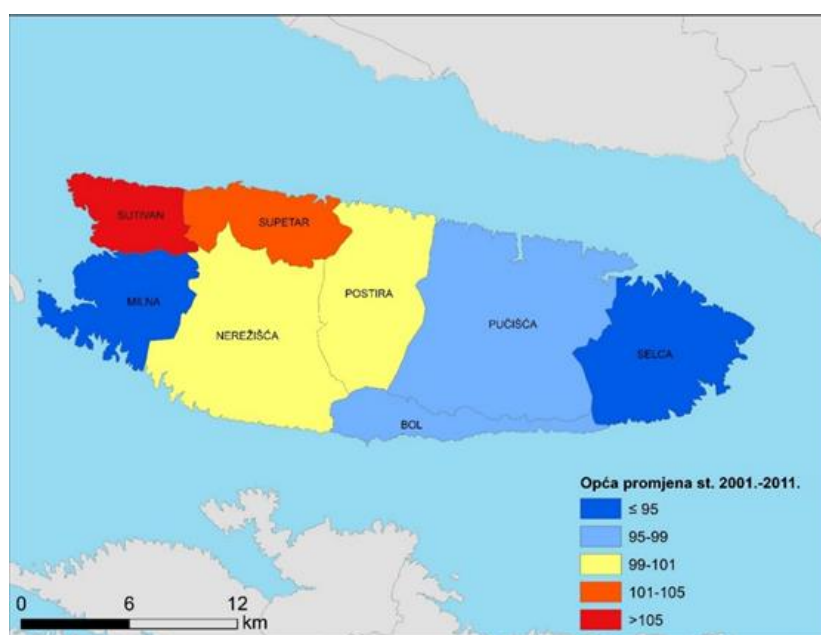 SUTIVAN
SUPETAR
MILNA
NEREŽIŠĆA
POSTIRA
PUČIŠĆA
SELCA
BOL
Opća promjena st. 2001.-2011.
≤ 95
95-99
99-101
101-105
>105
0 6 12
km